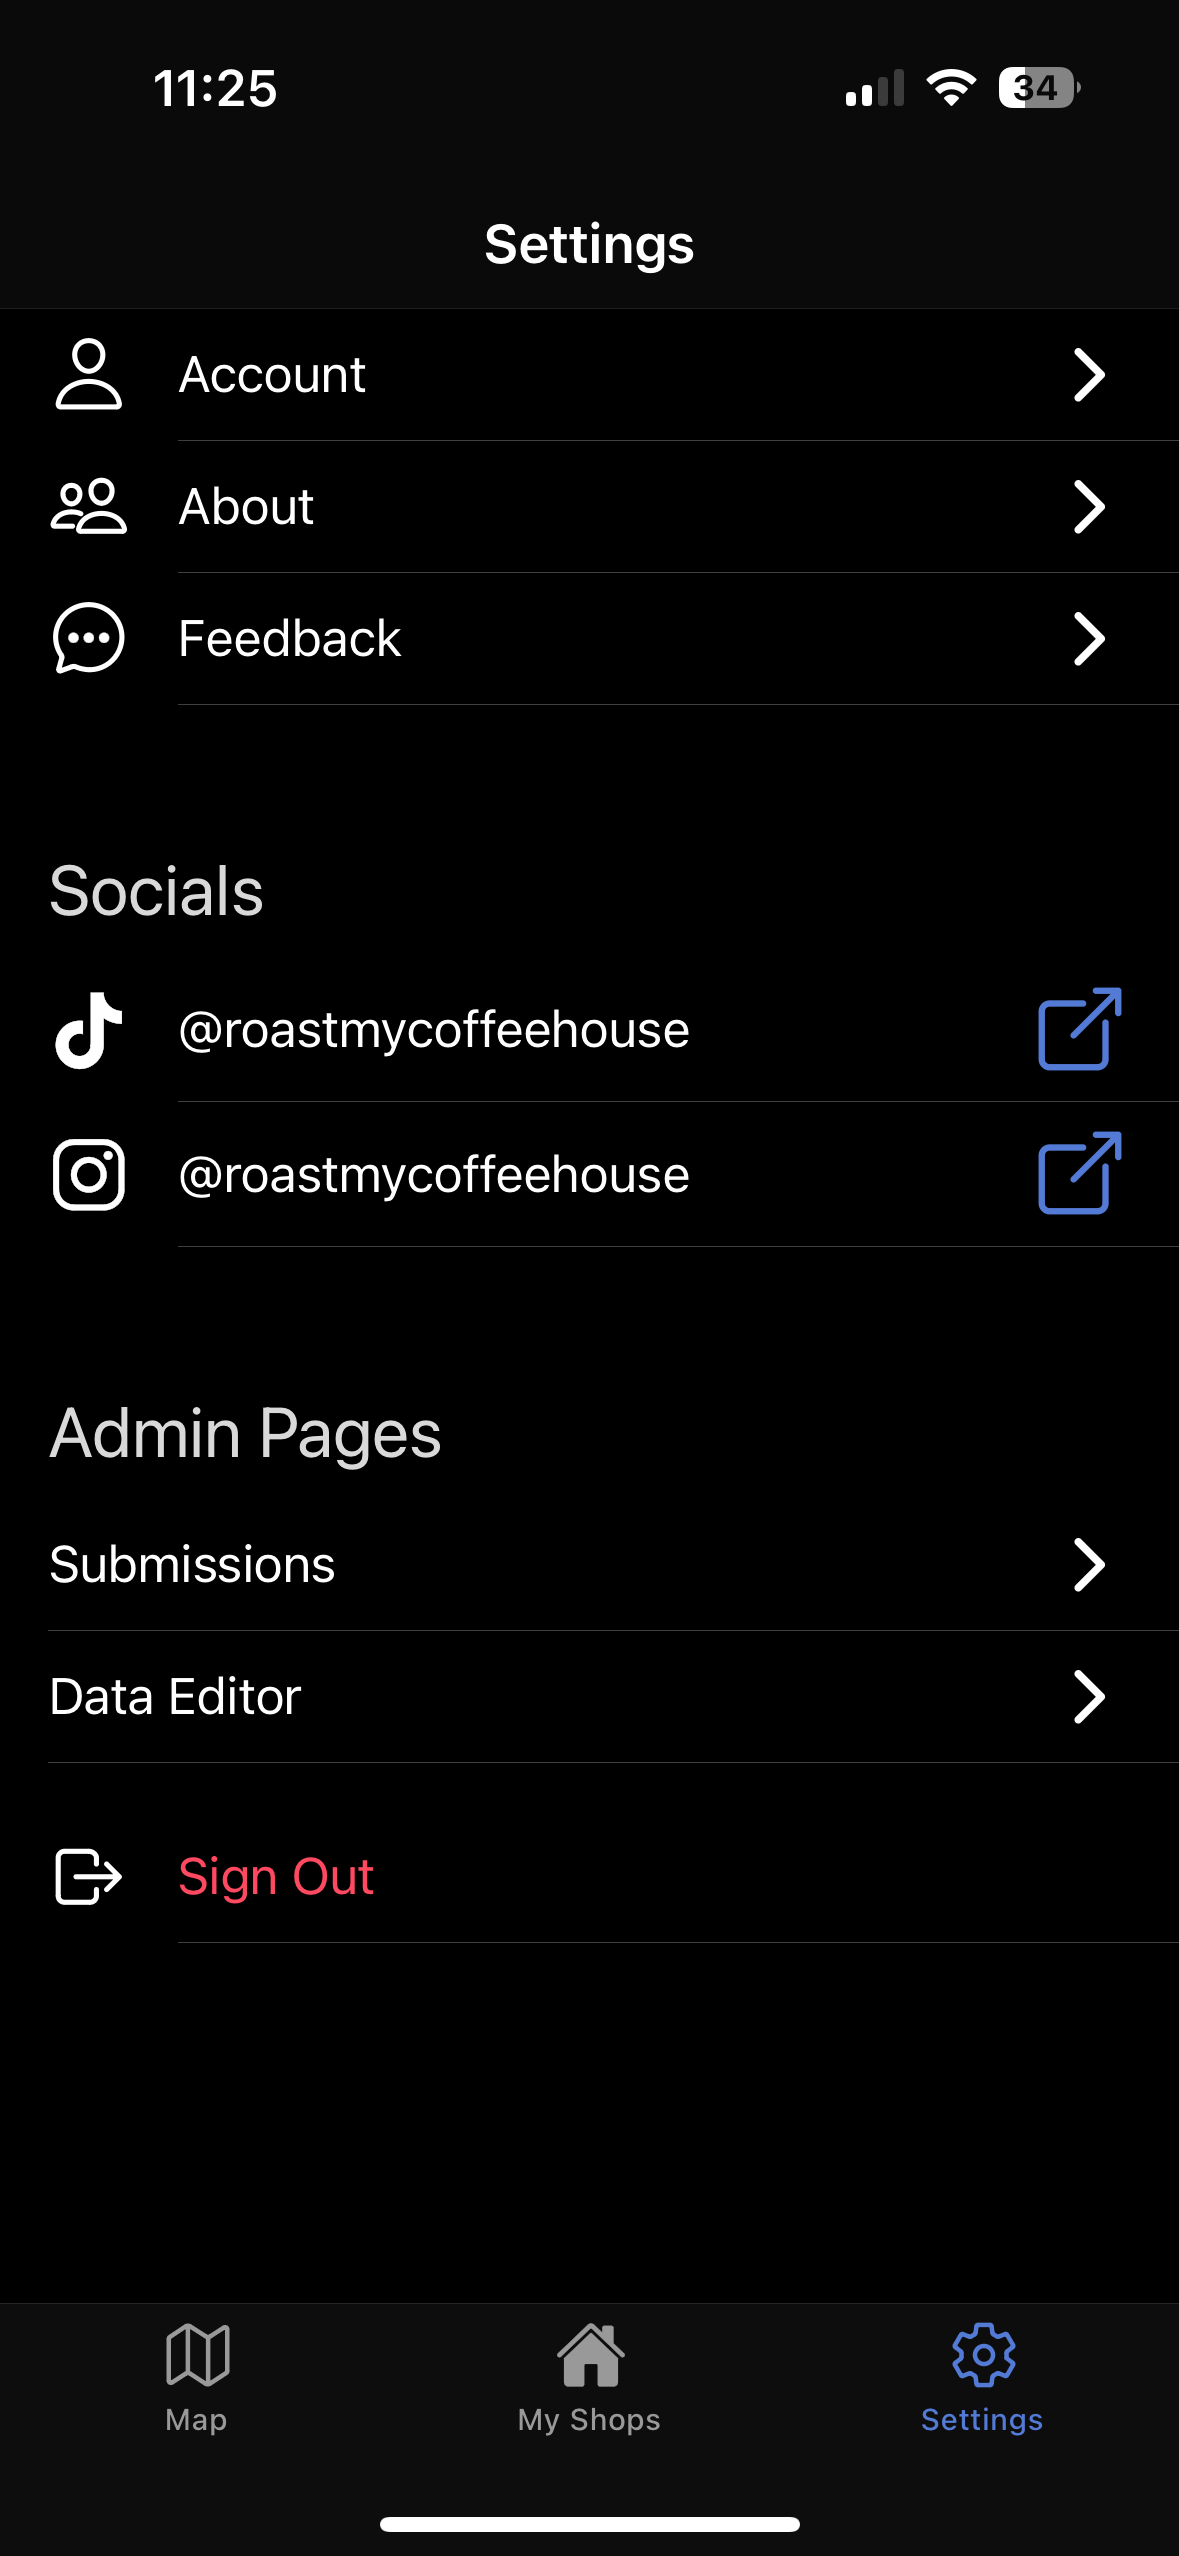 11:25
34
Settings
Account
About
Feedback
Socials
@roastmycoffeehouse
@roastmycoffeehouse
Admin Pages
Submissions
Data Editor
Sign Out
Map
My Shops
Settings